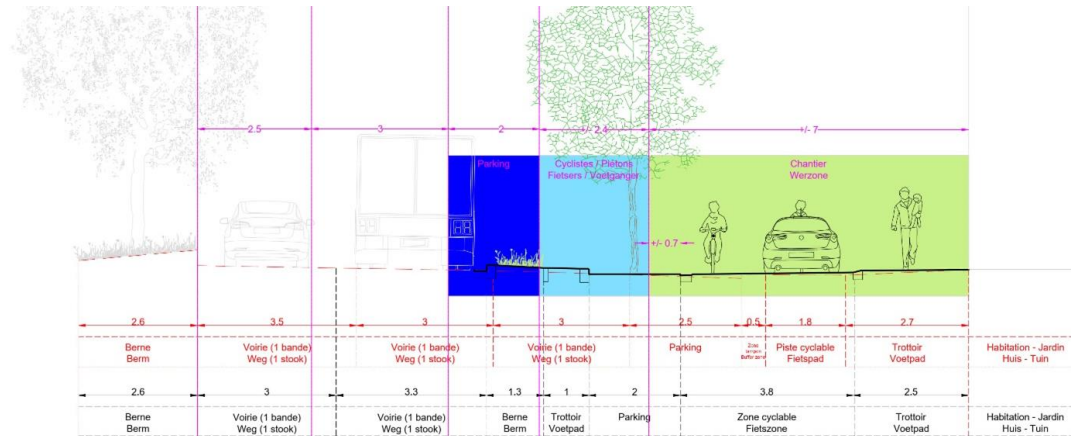 2.5 3 2 +/- 2.4 +/- 7
Parking Cyclistes / Piétons Chantier
Fietsers / Voetganger Werzone
+/- 0.7
2.6 3.5 3 3 2.5 0.5 1.8 2.7
Berne Voirie (1 bande) Voirie (1 bande) Voirie (1 bande) Parking Zone Piste cyclable Trottoir Habitation - Jardin
Berm Weg (1 stook) Weg (1 stook) Weg (1 stook) tampon Fietspad Voetpad Huis - Tuin
Bufferzone
2.6 3 3.3 1.3 1 2 3.8 2.5
Berne Voirie (1 bande) Voirie (1 bande) Berne Trottoir Parking Zone cyclable Trottoir Habitation - Jardin
Berm Weg (1 stook) Weg (1 stook) Berm Voetpad Fietszone Voetpad Huis - Tuin